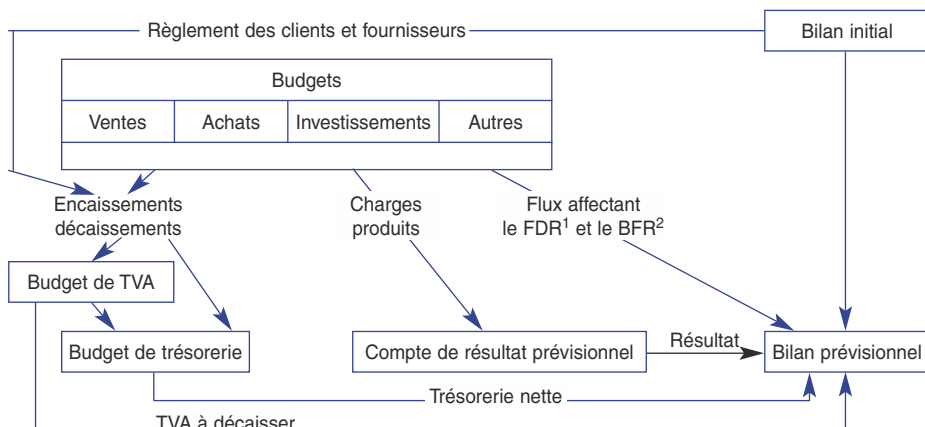 Règlement des clients et fournisseurs
Bilan initial
Budgets
Ventes
Achats
Investissements
Autres
Encaissements
décaissements
Charges
produits
Flux affectant
le FDR¹ et le BFR²
Budget de TVA
Budget de trésorerie
Compte de résultat prévisionnel
Résultat
Bilan prévisionnel
Trésorerie nette
TVA à décaisser